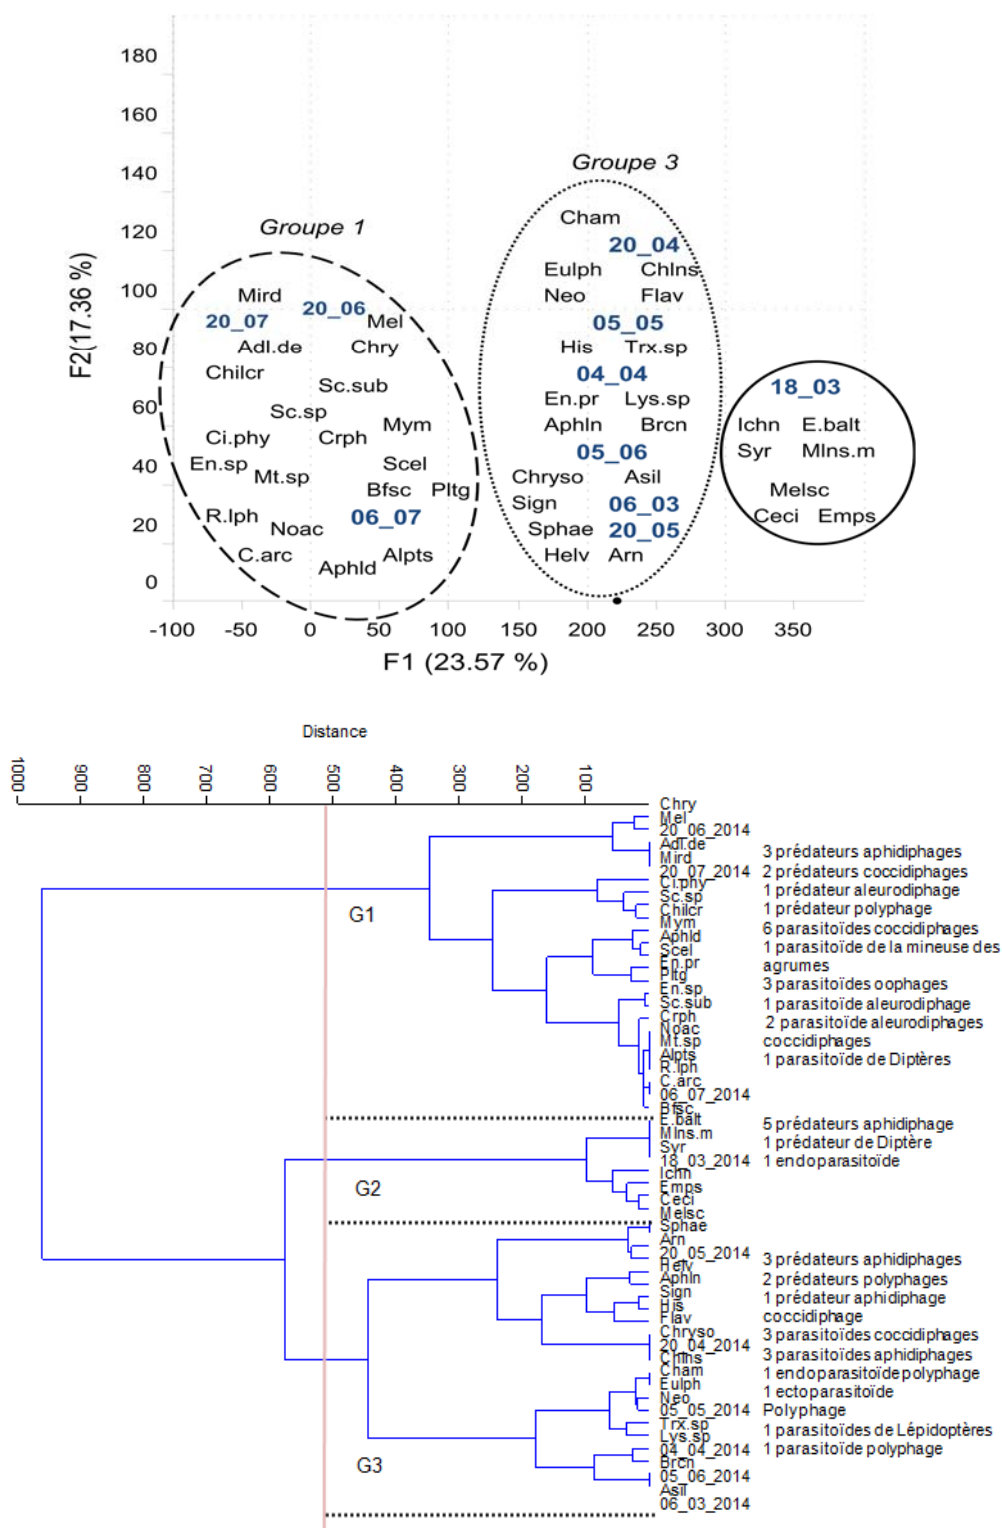 180
160
140
120
100
80
60
40
20
0
F2(17.36 %)
Groupe 1
Groupe 3
Mird
20_07
20_06
Mel
Adl.de
Chry
Chilcr
Sc.sub
Sc.sp
Mym
Ci.phy
Crph
En.sp
Mt.sp
Scel
Bfsc
Pltg
R.lph
Noac
06_07
C.arc
Aphld
Alpts
Cham
20_04
Eulph
Chlns
Neo
Flav
05_05
His
Trx.sp
04_04
En.pr
Lys.sp
Aphln
Brcn
05_06
Chryso
Asil
Sign
06_03
Sphae
20_05
Helv
Arn
18_03
Ichn
E.balt
Syr
Mlns.m
Melsc
Ceci
Emps
-100 -50 0 50 100 150 200 250 300 350
F1 (23.57 %)
Distance
1000 900 800 700 600 500 400 300 200 100
G1
G2
G3
Chry
Mel
20_06_2014
Adl.de
Mird
20_07_2014
Ci.phy
Sc.sp
Chilcr
Mym
Aphld
Scel
En.pr
Pltg
En.sp
Sc.sub
Crph
Noac
Mt.sp
Alpts
R.lph
C.arc
06_07_2014
Bfsc
E.balt
Mlns.m
Syr
18_03_2014
Ichn
Emps
Ceci
Melsc
Sphae
Arn
20_05_2014
Helv
Aphln
Sign
His
Flav
Chryso
20_04_2014
Chlns
Cham
Eulph
Neo
05_05_2014
Trx.sp
Lys.sp
04_04_2014
Brcn
05_06_2014
Asil
06_03_2014
3 prédateurs aphidiphages
2 prédateurs coccidiphages
1 prédateur aleurodiphage
1 prédateur polyphage
6 parasitoïdes coccidiphages
1 parasitoïde de la mineuse des
agrumes
3 parasitoïdes oophages
1 parasitoïde aleurodiphage
2 parasitoïde aleurodiphages
coccidiphages
1 parasitoïde de Diptères
5 prédateurs aphidiphage
1 prédateur de Diptère
1 endoparasitoïde
3 prédateurs aphidiphages
2 prédateurs polyphages
1 prédateur aphidiphage
coccidiphage
3 parasitoïdes coccidiphages
3 parasitoïdes aphidiphages
1 endoparasitoïde polyphage
1 ectoparasitoïde
Polyphage
1 parasitoïdes de Lépidoptères
1 parasitoïde polyphage